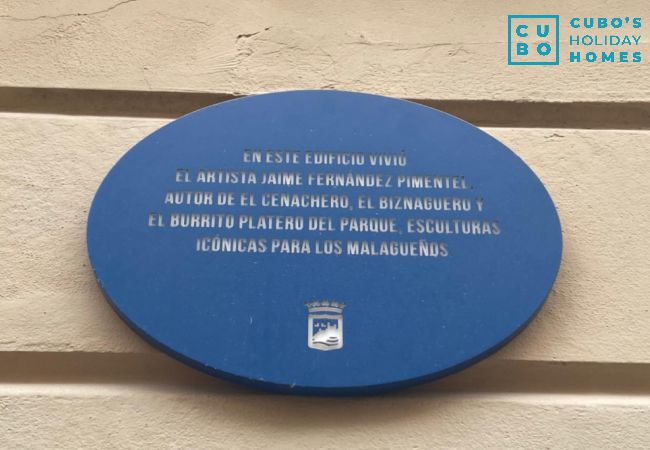 CUBO
CUBO'S
HOLIDAY
HOMES
EN ESTE EDIFICIO VIVIÓ
EL ARTISTA JAIME FERNÁNDEZ PIMENTEL,
AUTOR DE EL CENACHERO, EL BIZNAGUERO Y
EL BURRITO PLATERO DEL PARQUE, ESCULTURAS
ICÓNICAS PARA LOS MALAGUEÑOS